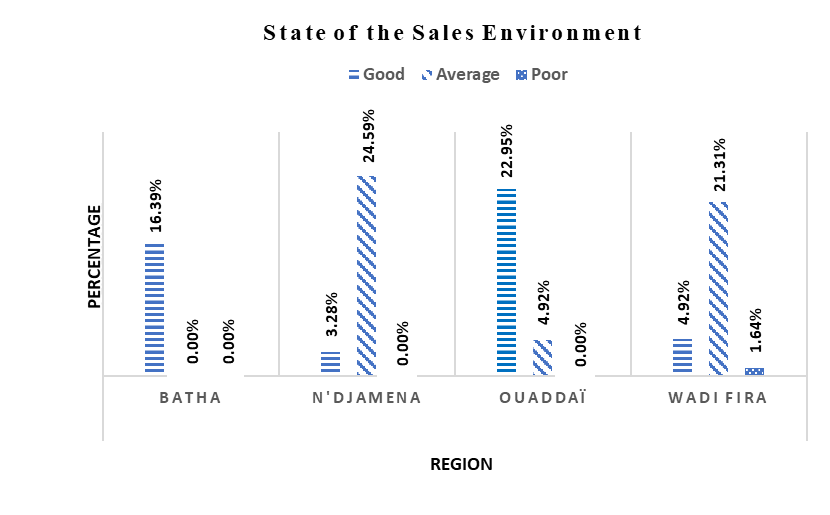 State of the Sales Environment
Good Average Poor
PERCENTAGE
16.39%
0.00%
0.00%
3.28%
24.59%
0.00%
22.95%
4.92%
0.00%
4.92%
21.31%
1.64%
BATHA N'DJAMENA OUADDAÏ WADI FIRA
REGION